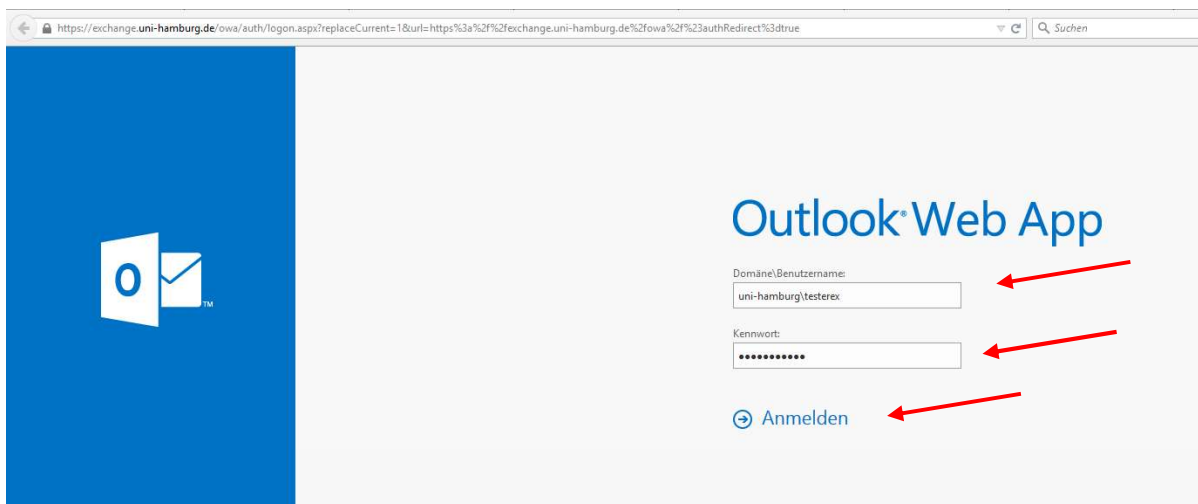 https://exchange.uni-hamburg.de/owa/auth/logon.aspx?replaceCurrent=1&url=https%3a%2f%2fexchange.uni-hamburg.de%2fowa%2f%23authRedirect%3dtrue
Suchen
Outlook® Web App
Domäne\Benutzername:
uni-hamburg\testerex
O
TM
Kennwort:
•••••••••••
Anmelden